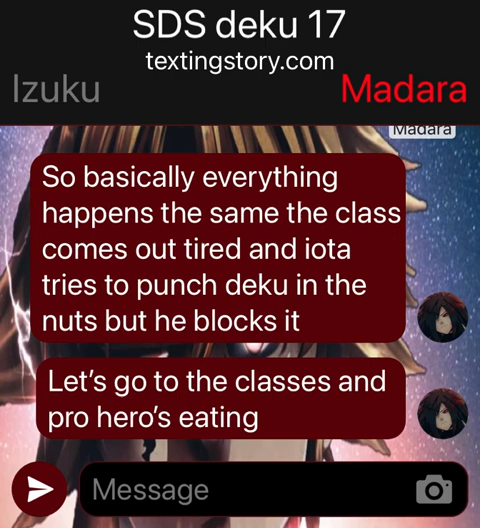 SDS deku 17
textingstory.com
Izuku
Madara
Madara
So basically everything
happens the same the class
comes out tired and iota
tries to punch deku in the
nuts but he blocks it
Let's go to the classes and
pro hero's eating
Message